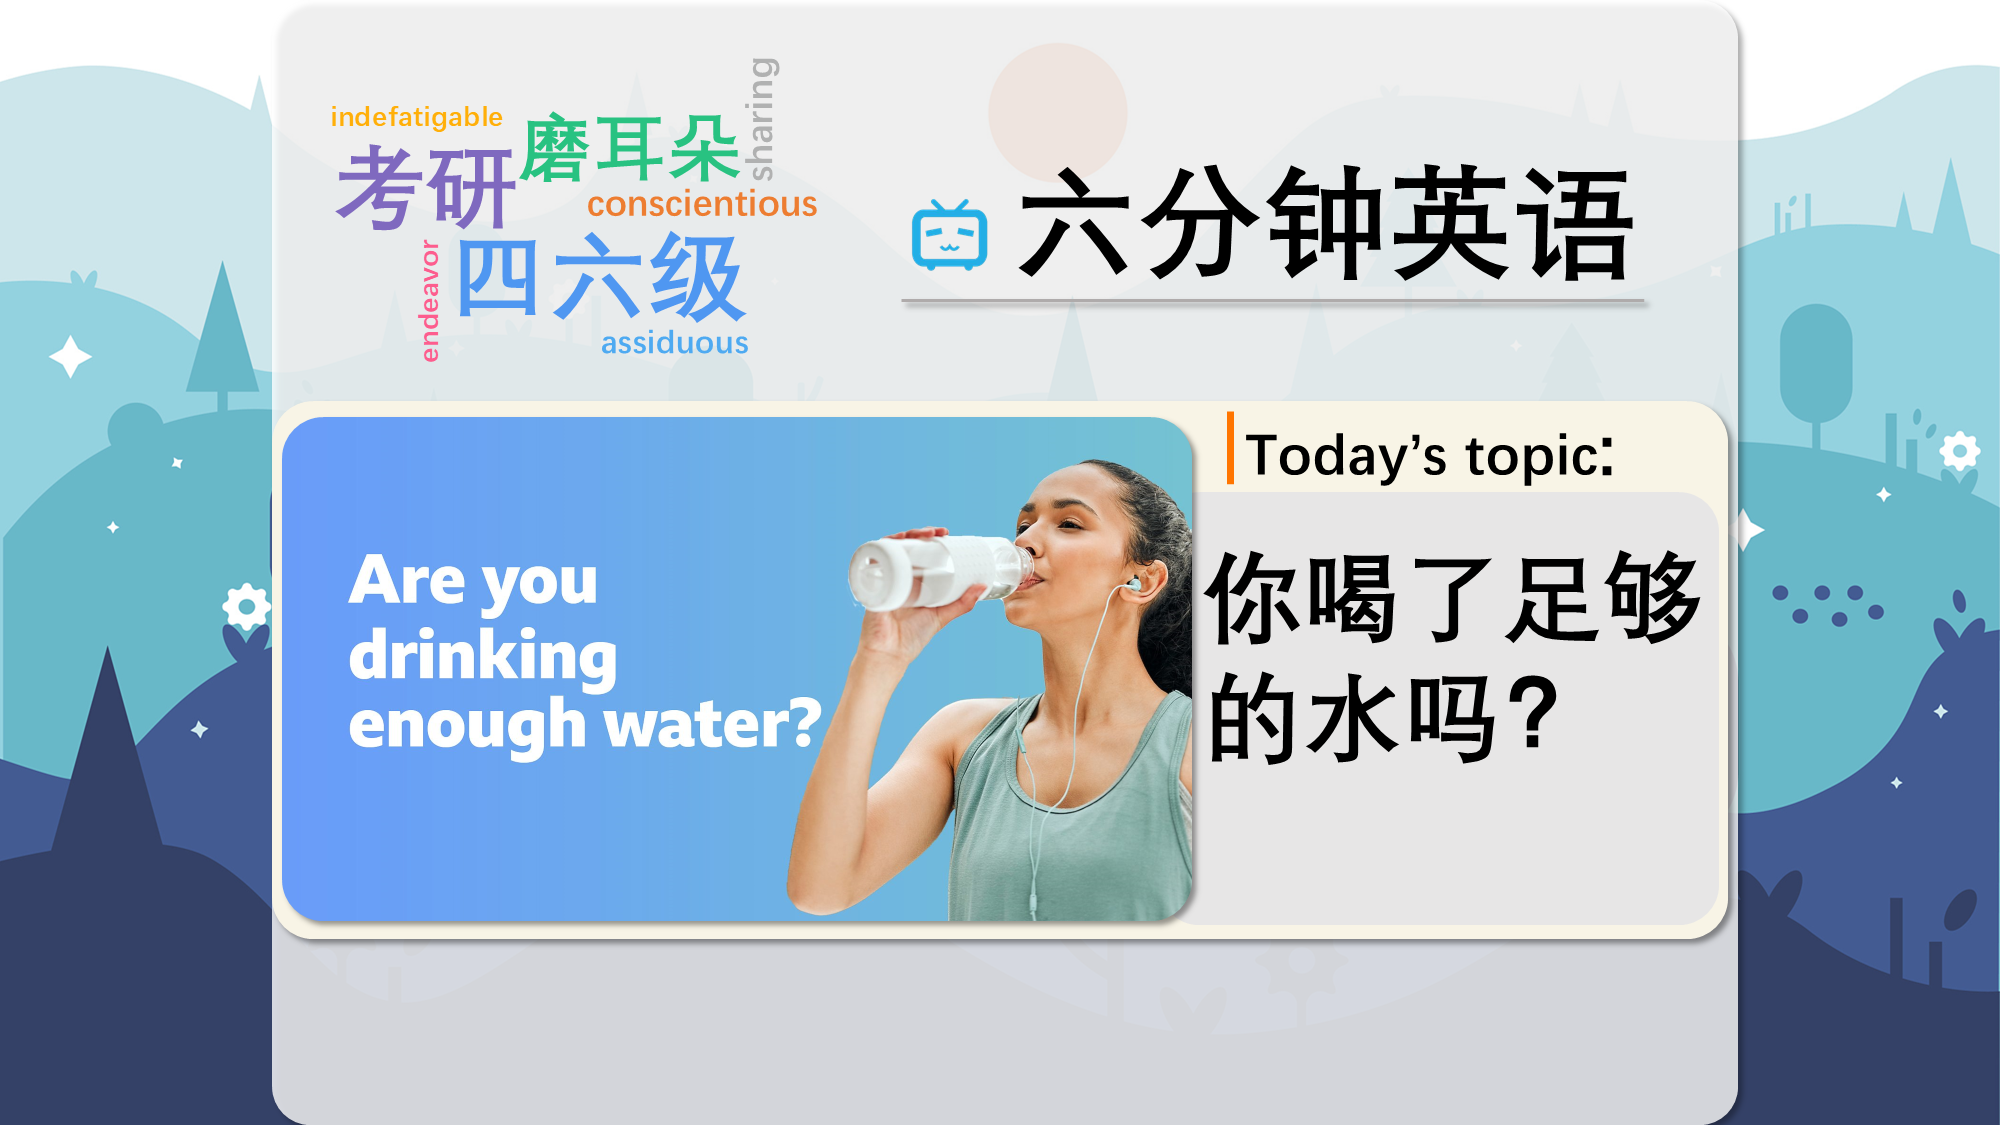 indefatigable
磨耳朵
sharing
考研
conscientious
四六级
endeavor
assiduous
六分钟英语
Today's topic:
Are you
drinking
enough water?
你喝了足够
的水吗?